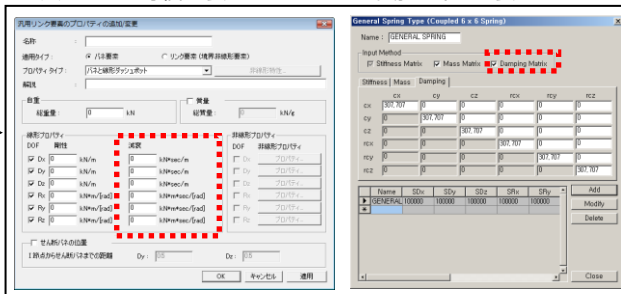 汎用リンク要素のプロパティの追加/変更
名称 :
適用タイプ : バネ要素 リンク要素 (境界非線形要素)
プロパティ タイプ : バネと線形ダッシュポット 非線形特性...
解説 :
自重
総重量 : 0 kN
質量
総質量 : 0 kN/g
線形プロパティ
DOF 剛性 減衰
Dx 0 kN/m 0 kN*sec/m
Dy 0 kN/m 0 kN*sec/m
Dz 0 kN/m 0 kN*sec/m
Rx 0 kN*m/[rad] 0 kN*m*sec/[rad]
Ry 0 kN*m/[rad] 0 kN*m*sec/[rad]
Rz 0 kN*m/[rad] 0 kN*m*sec/[rad]
非線形プロパティ
DOF 非線形プロパティ
Dx プロパティ...
Dy プロパティ...
Dz プロパティ...
Rx プロパティ...
Ry プロパティ...
Rz プロパティ...
せん断バネの位置
I節点からせん断バネまでの距離 Dy : 0.5 Dz : 0.5
OK キャンセル 適用
General Spring Type (Coupled 6 x 6 Spring)
Name : GENERAL SPRING
Input Method
Stiffness Matrix Mass Matrix Damping Matrix
Stiffness Mass Damping
cx cy cz rcx rcy rcz
cx 307.707 0 0 0 0 0
cy 0 307.707 0 0 0 0
cz 0 0 307.707 0 0 0
rcx 0 0 0 307.707 0 0
rcy 0 0 0 0 307.707 0
rcz 0 0 0 0 0 307.707
Name SDx SDy SDz SRx SRy
GENERAL 100000 100000 100000 100000 100000
Add
Modify
Delete
Close